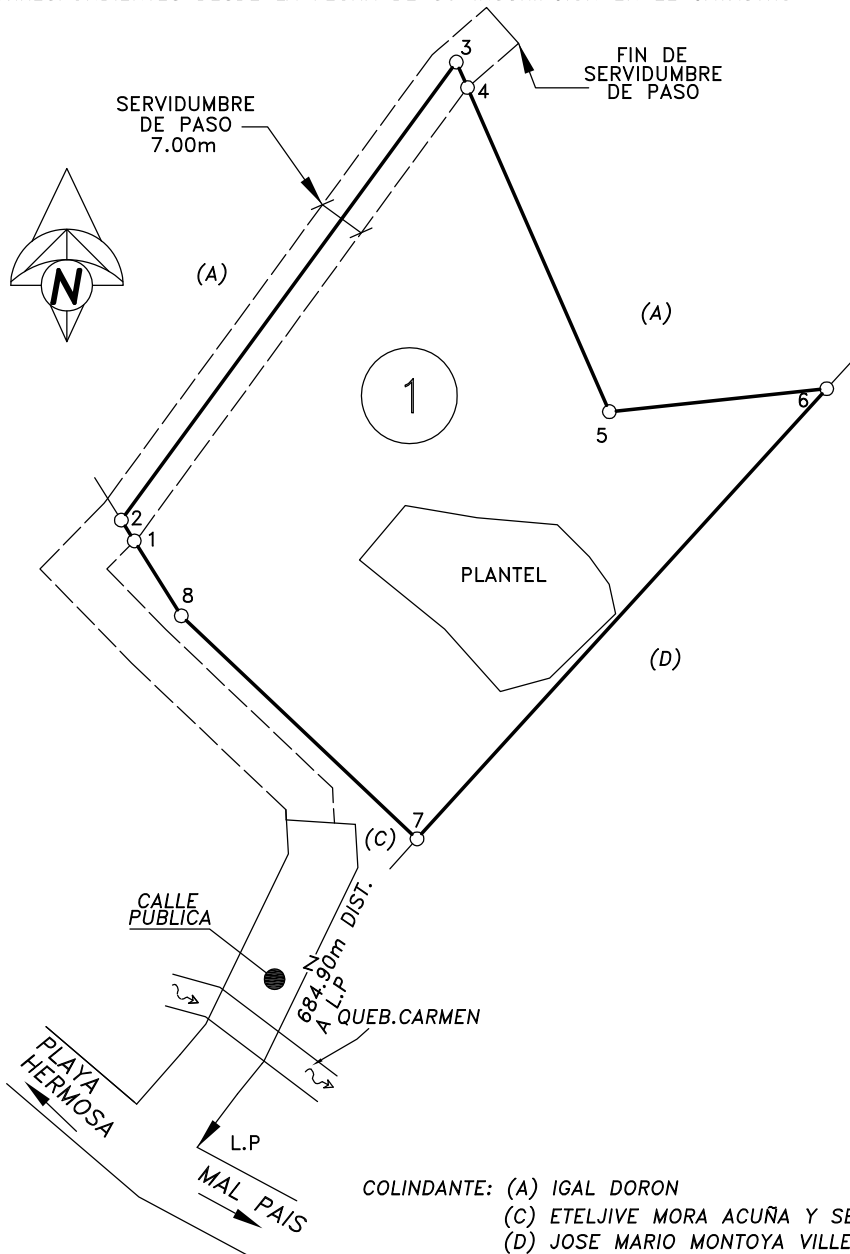 3
FIN DE
SERVIDUMBRE
DE PASO
4
SERVIDUMBRE
DE PASO
7.00m
(A)
N
(A)
1
6
5
2
1
PLANTEL
8
(D)
7
(C)
CALLE
PUBLICA
684.90m DIST.
A L.P
QUEB.CARMEN
PLAYA
HERMOSA
L.P
MAL PAIS
COLINDANTE: (A) IGAL DORON
(C) ETELJIVE MORA ACUÑA Y
(D) JOSE MARIO MONTOYA